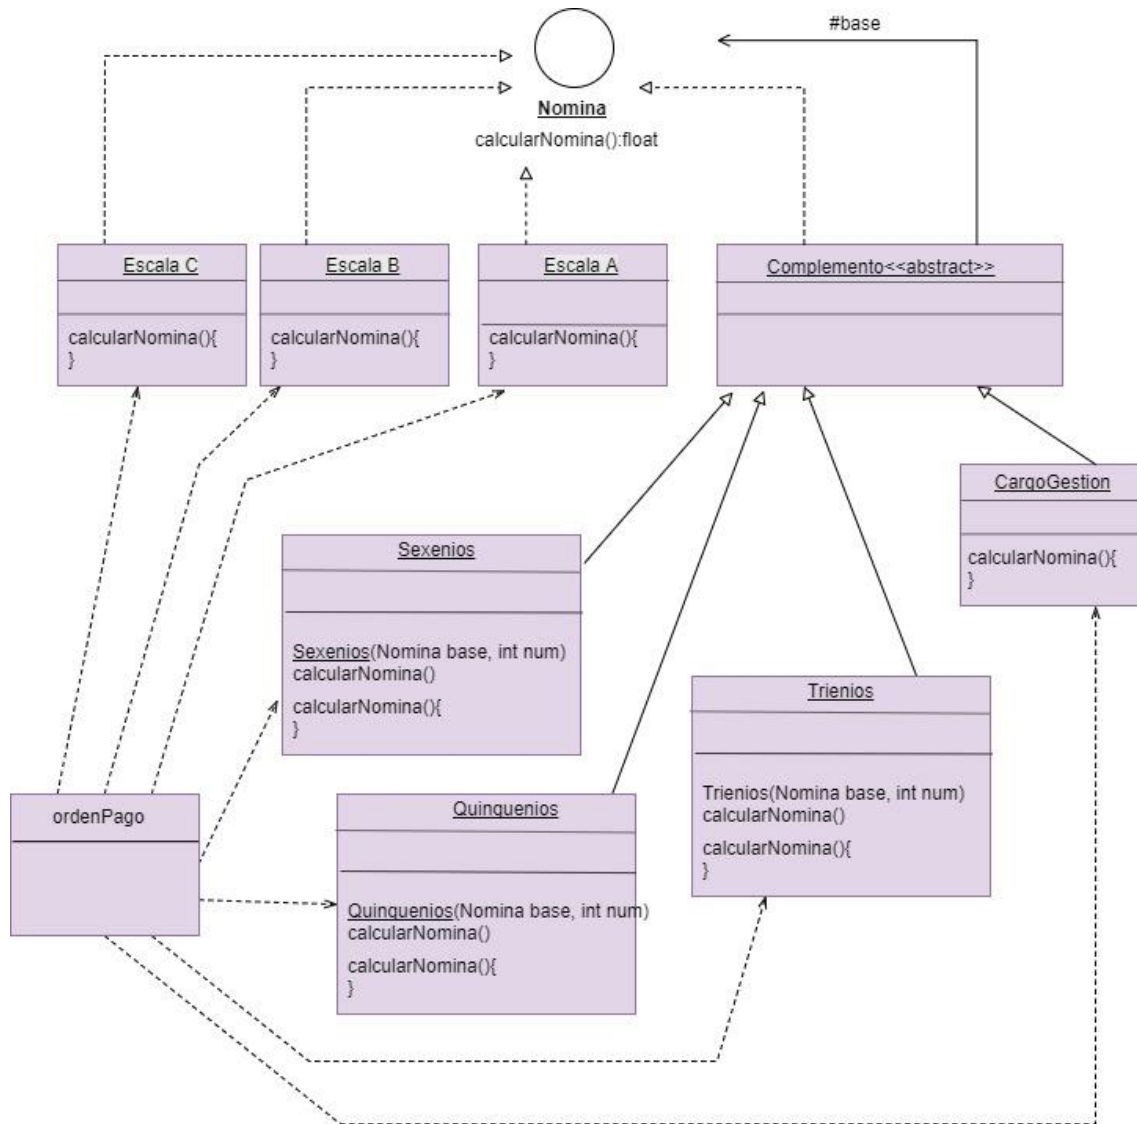 #base
Nomina
calcularNomina():float
Escala C
calcularNomina(){
}
Escala B
calcularNomina(){
}
Escala A
calcularNomina(){
}
Complemento<<abstract>>
CargoGestion
calcularNomina(){
}
Sexenios
Sexenios(Nomina base, int num)
calcularNomina()
calcularNomina(){
}
Trienios
Trienios(Nomina base, int num)
calcularNomina()
calcularNomina(){
}
ordenPago
Quinquenios
Quinquenios(Nomina base, int num)
calcularNomina()
calcularNomina(){
}